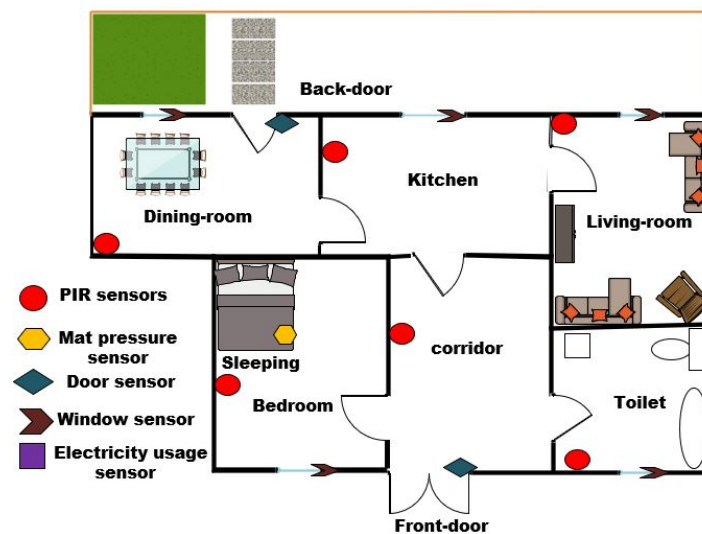 Back-door
Kitchen
Dining-room
Living-room
PIR sensors
Mat pressure
sensor
Sleeping
corridor
Door sensor
Bedroom
Toilet
Window sensor
Electricity usage
sensor
Front-door